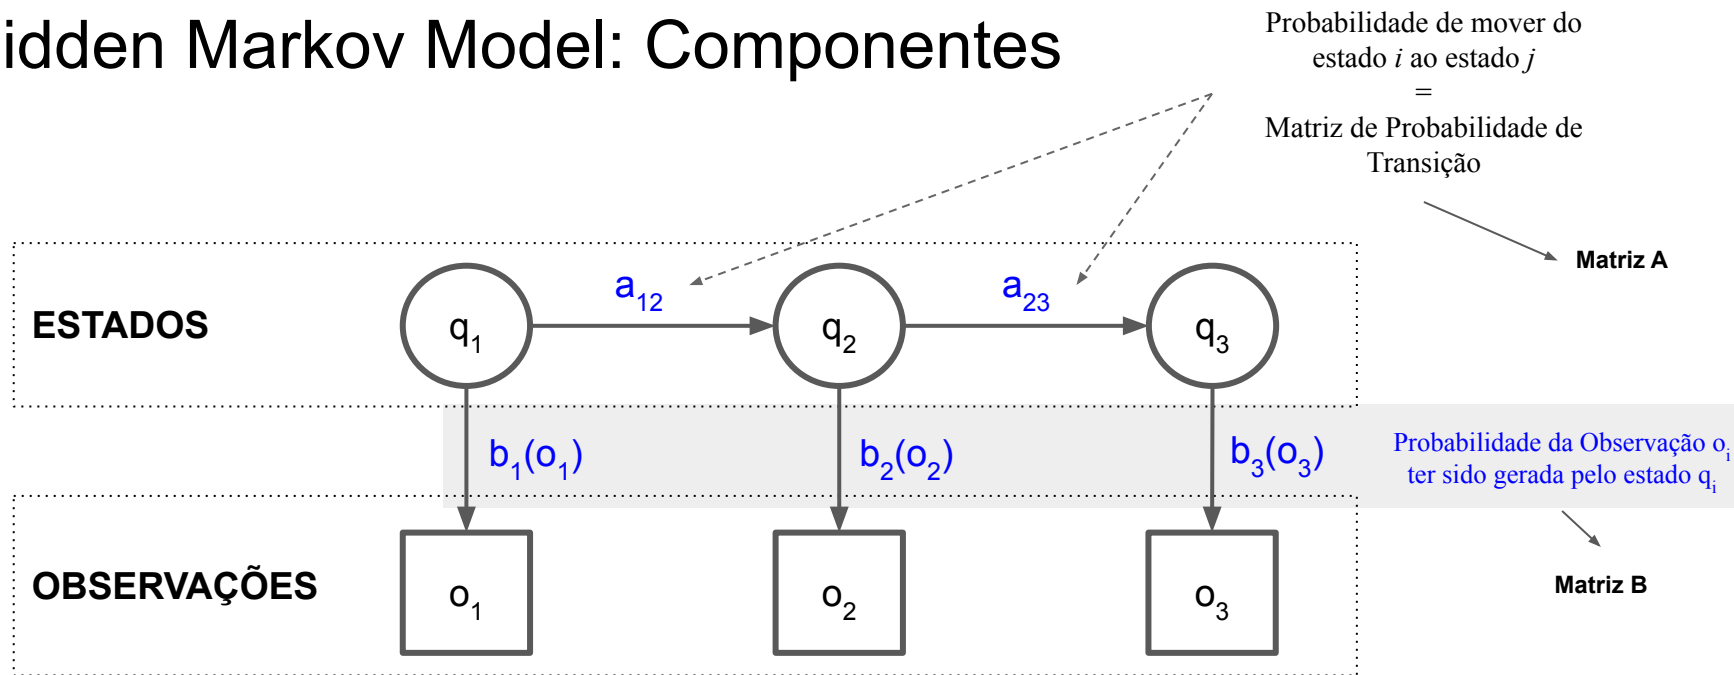 idden Markov Model: Componentes
Probabilidade de mover do
estado i ao estado j
=
Matriz de Probabilidade de
Transição
Matriz A
ESTADOS
q1
a12
q2
a23
q3
b1(o1)
b2(o2)
b3(o3)
Probabilidade da Observação oi
ter sido gerada pelo estado qi
Matriz B
OBSERVAÇÕES
o1
o2
o3